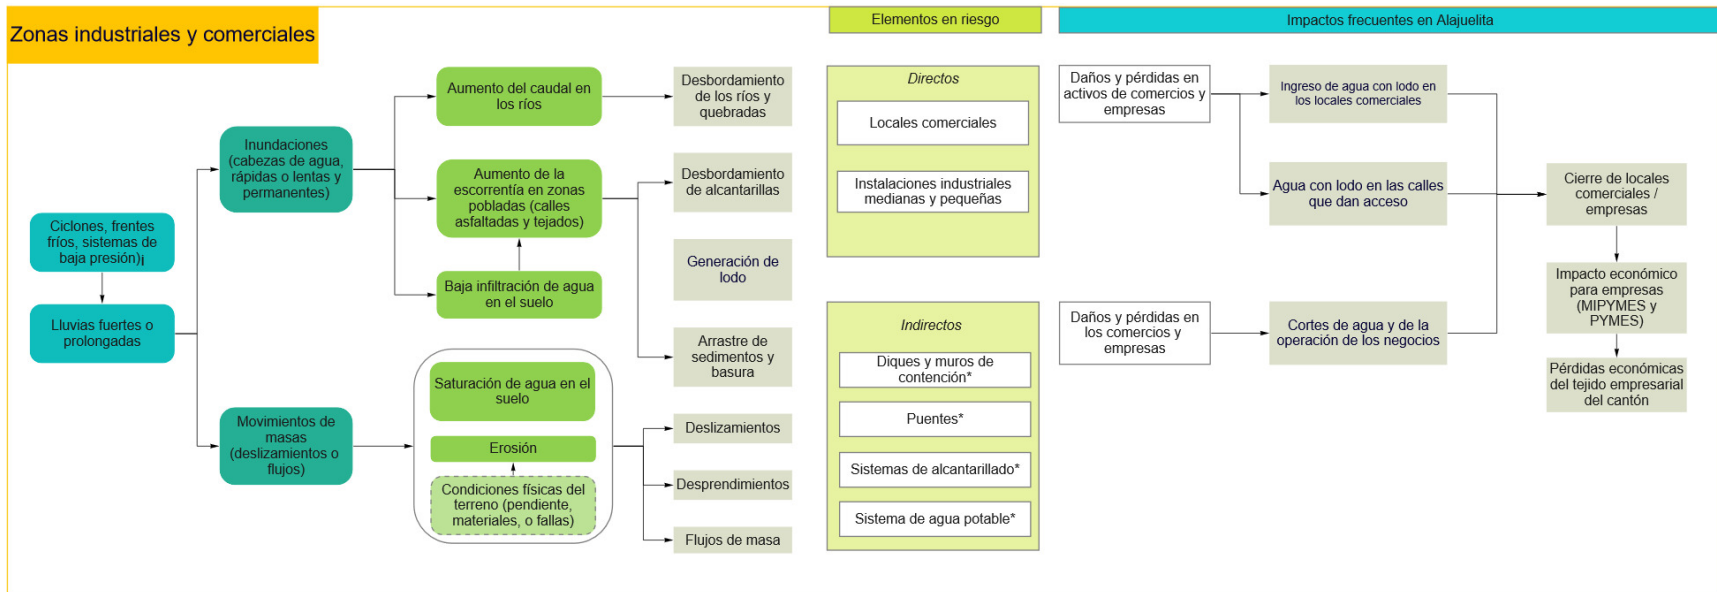 Zonas industriales y comerciales
Elementos en riesgo
Impactos frecuentes en Alajuelita
Ciclones, frentes
fríos, sistemas de
baja presión)¡
Lluvias fuertes o
prolongadas
Inundaciones
(cabezas de agua,
rápidas o lentas y
permanentes)
Movimientos de
masas
(deslizamientos o
flujos)
Aumento del caudal en
los ríos
Aumento de la
escorrentía en zonas
pobladas (calles
asfaltadas y tejados)
Baja infiltración de agua
en el suelo
Saturación de agua en el
suelo
Erosión
Condiciones físicas del
terreno (pendiente,
materiales, o fallas)
Desbordamiento
de los ríos y
quebradas
Desbordamiento
de alcantarillas
Generación de
lodo
Arrastre de
sedimentos y
basura
Deslizamientos
Desprendimientos
Flujos de masa
Directos
Locales comerciales
Instalaciones industriales
medianas y pequeñas
Indirectos
Diques y muros de
contención*
Puentes*
Sistemas de alcantarillado*
Sistema de agua potable*
Daños y pérdidas en
activos de comercios y
empresas
Daños y pérdidas en
los comercios y
empresas
Ingreso de agua con lodo en
los locales comerciales
Agua con lodo en las calles
que dan acceso
Cortes de agua y de la
operación de los negocios
Cierre de locales
comerciales /
empresas
Impacto económico
para empresas
(MIPYMES y
PYMES)
Pérdidas económicas
del tejido empresarial
del cantón